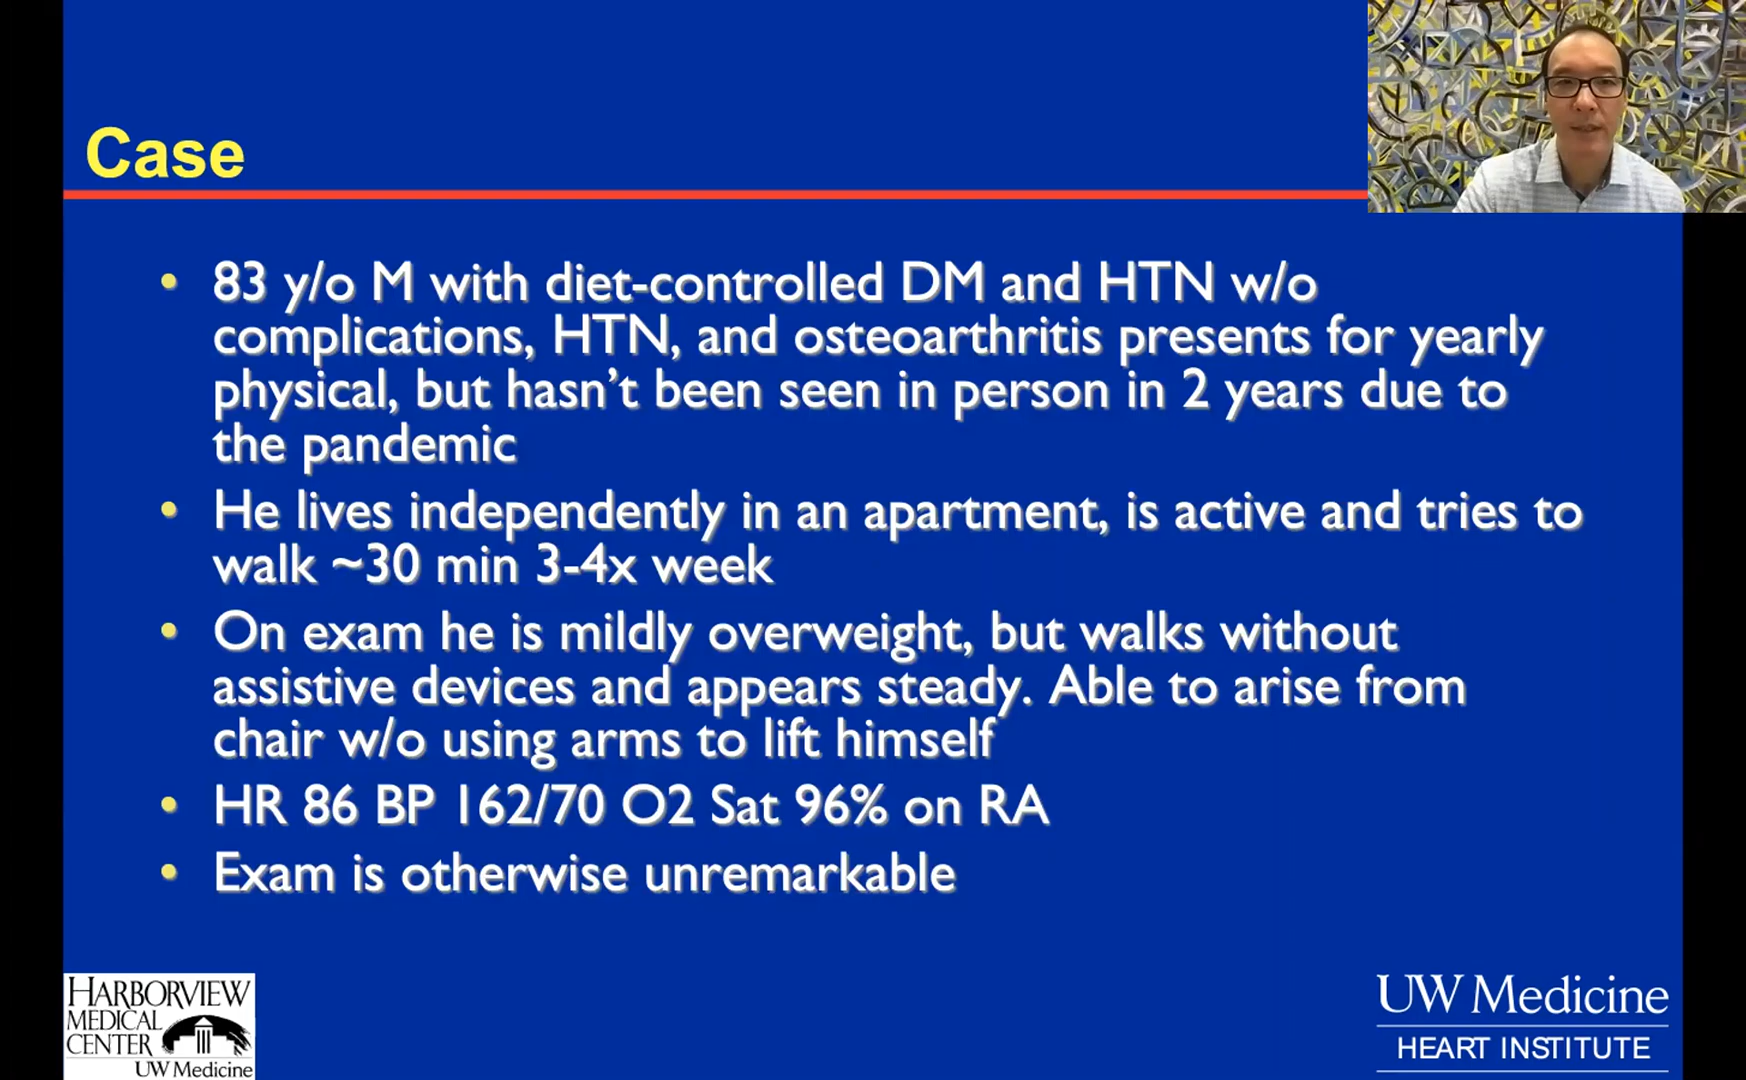 Case
• 83 y/o M with diet-controlled DM and HTN w/o
complications, HTN, and osteoarthritis presents for yearly
physical, but hasn’t been seen in person in 2 years due to
the pandemic
• He lives independently in an apartment, is active and tries to
walk ~30 min 3-4x week
• On exam he is mildly overweight, but walks without
assistive devices and appears steady. Able to arise from
chair w/o using arms to lift himself
• HR 86 BP 162/70 O2 Sat 96% on RA
• Exam is otherwise unremarkable
HARBORVIEW
MEDICAL
CENTER
UW Medicine
UW Medicine
HEART INSTITUTE